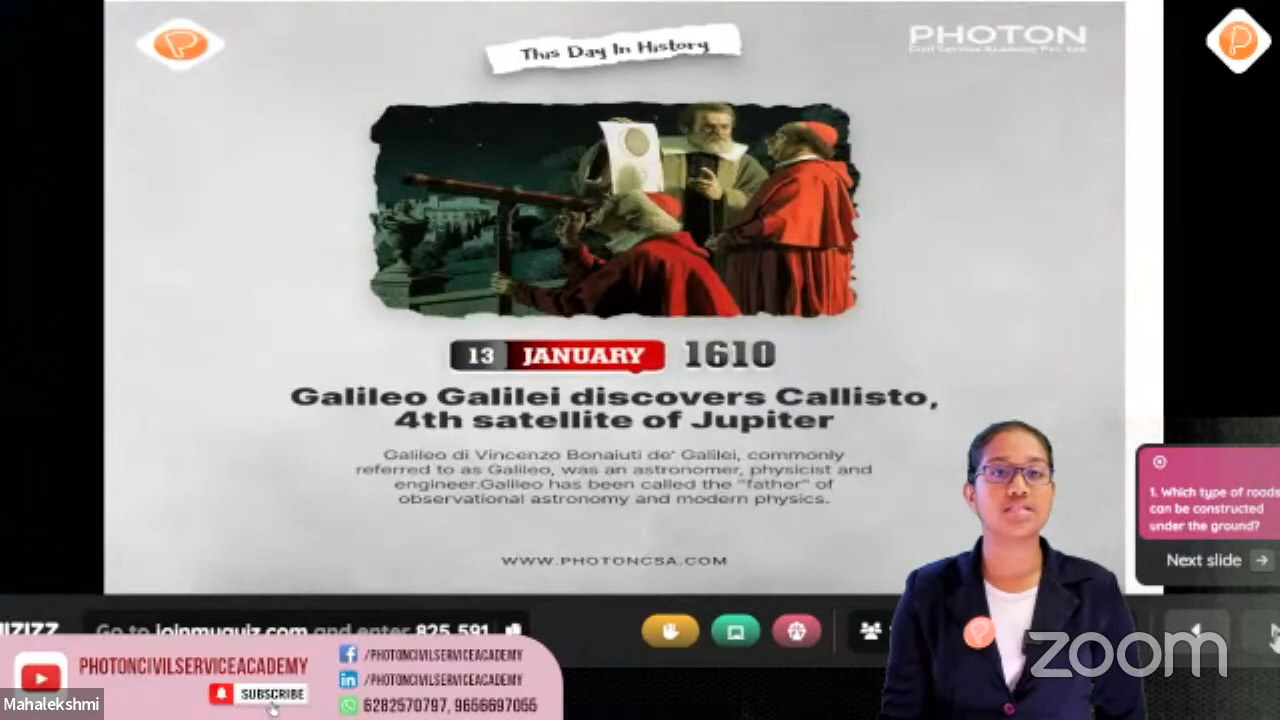 This Day In History
PHOTON
Civil Service Academy Pvt. Ltd
13 JANUARY 1610
Galileo Galilei discovers Callisto,
4th satellite of Jupiter
Galileo di Vincenzo Bonaiuti de' Galilei, commonly
referred to as Galileo, was an astronomer, physicist and
engineer.Galileo has been called the "father" of
observational astronomy and modern physics.
WWW.PHOTONCSA.COM
1. Which type of roads
can be constructed
under the ground?
Next slide
Go to joinmyquiz.com and enter 825 591
PHOTONCIVILSERVICEACADEMY
SUBSCRIBE
/PHOTONCIVILSERVICEACADEMY
/PHOTONCIVILSERVICEACADEMY
6282570797, 9656697055
Mahalekshmi
zoom